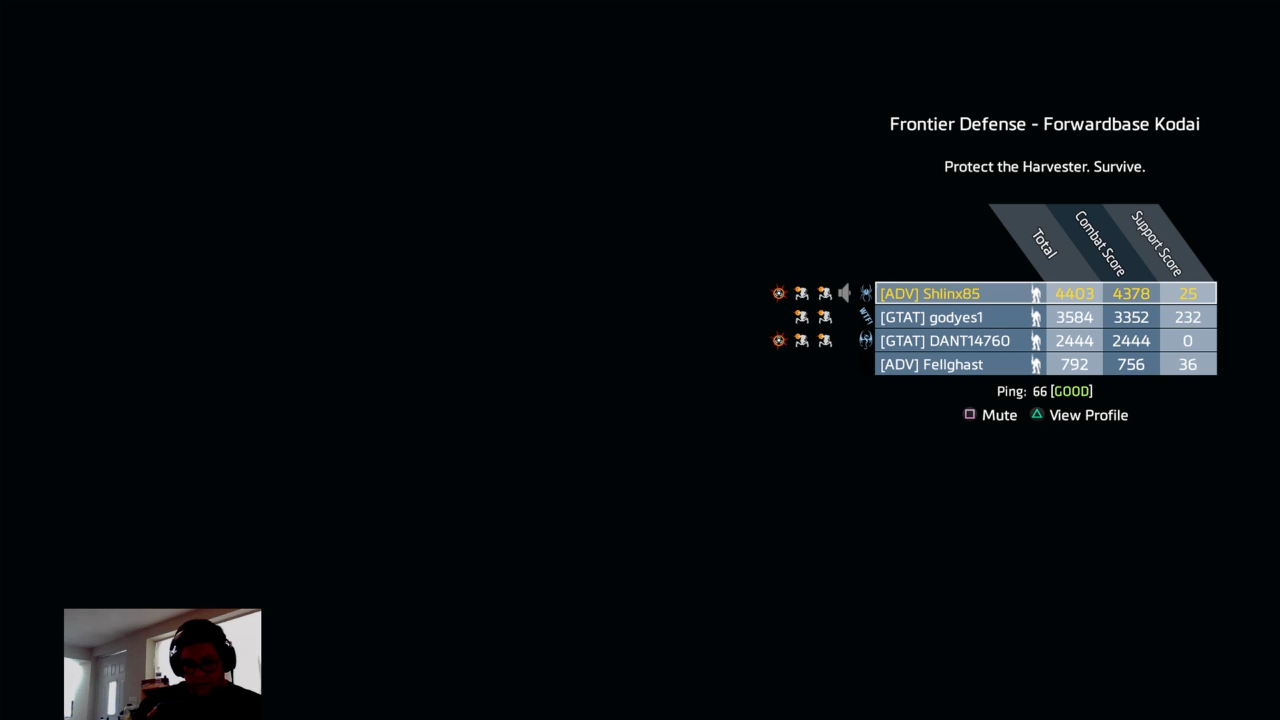 Frontier Defense - Forwardbase Kodai
Protect the Harvester. Survive.
Total Combat Score Support Score
[ADV] Shlinx85 4403 4378 25
WTF! [GTAT] godyes1 3584 3352 232
[GTAT] DANT14760 2444 2444 0
[ADV] Fellghast 792 756 36
Ping: 66 [GOOD]
Mute View Profile